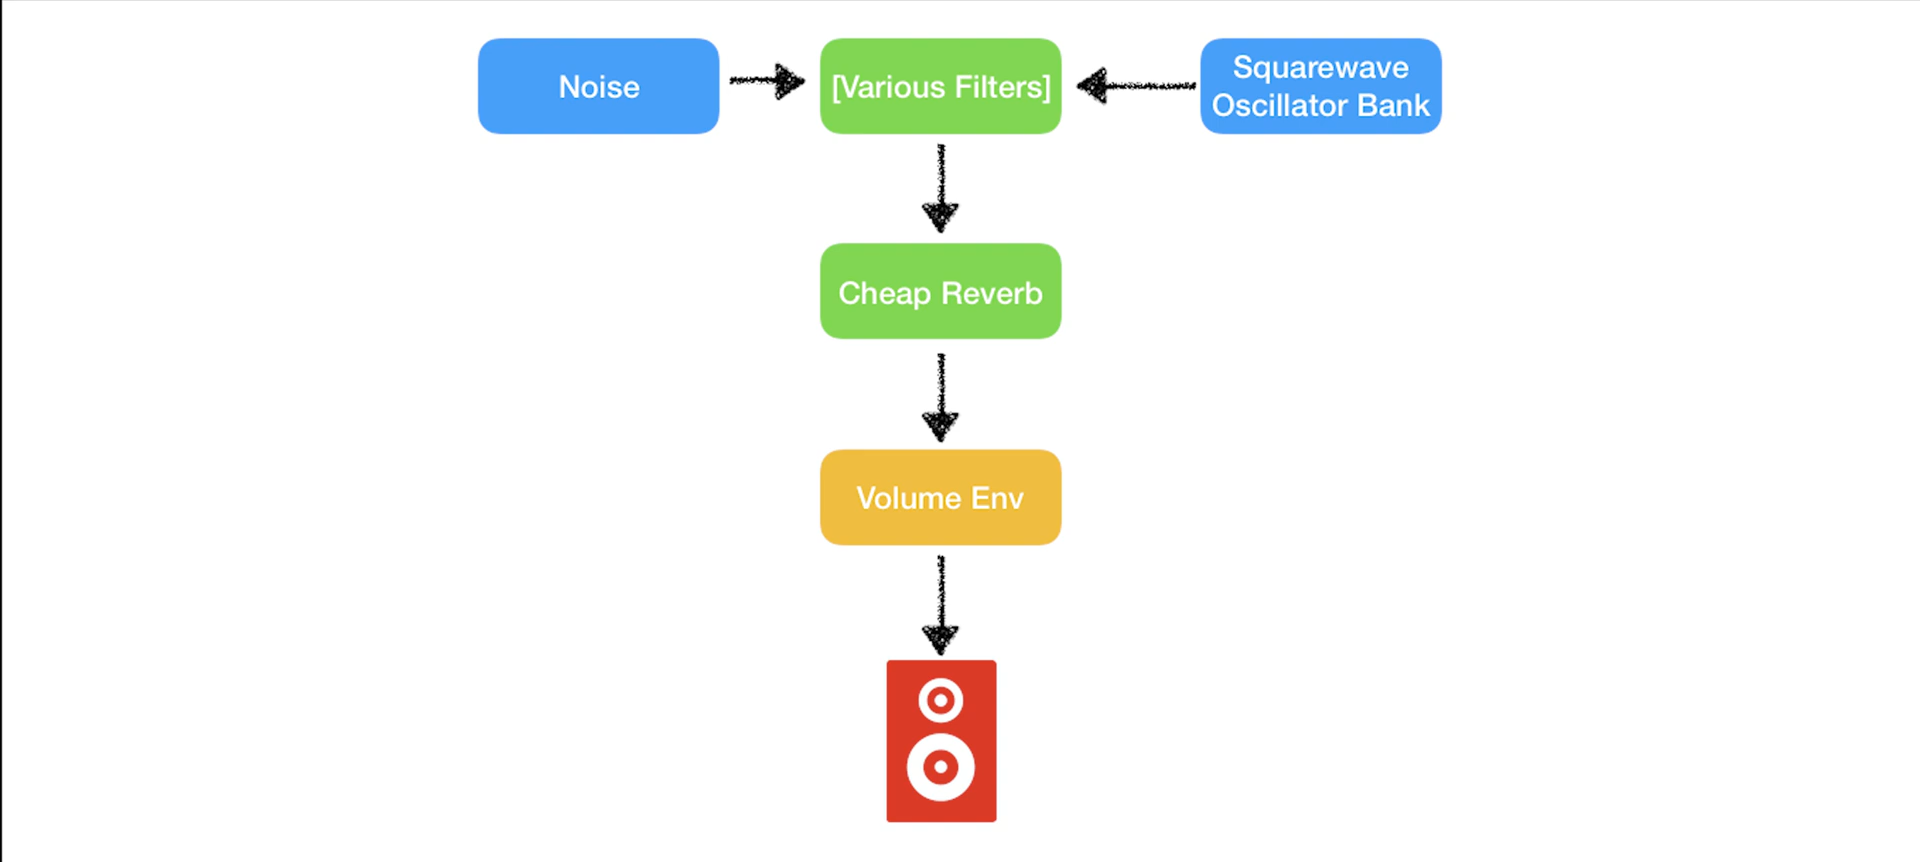 Noise
[Various Filters]
Squarewave
Oscillator Bank
Cheap Reverb
Volume Env